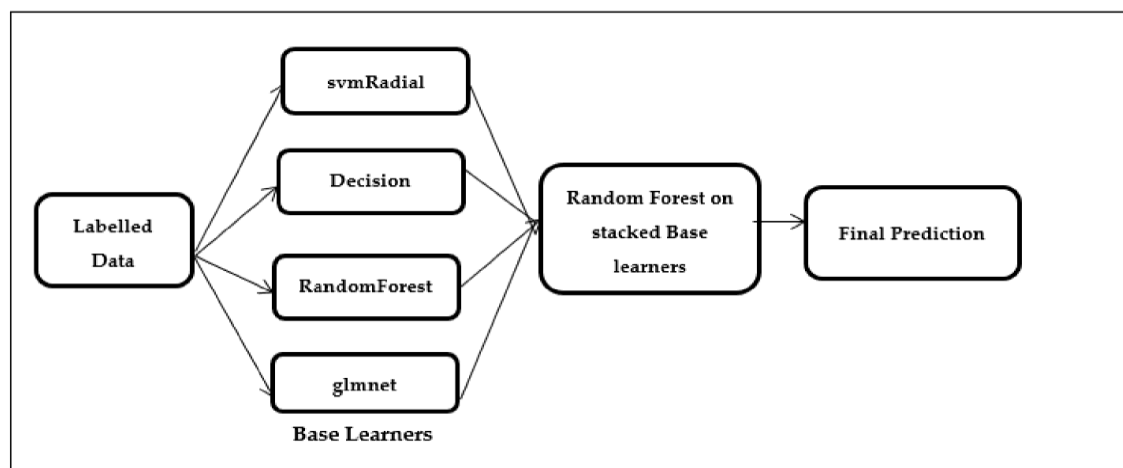 Labelled
Data
svmRadial
Decision
RandomForest
glmnet
Base Learners
Random Forest on
stacked Base
learners
Final Prediction